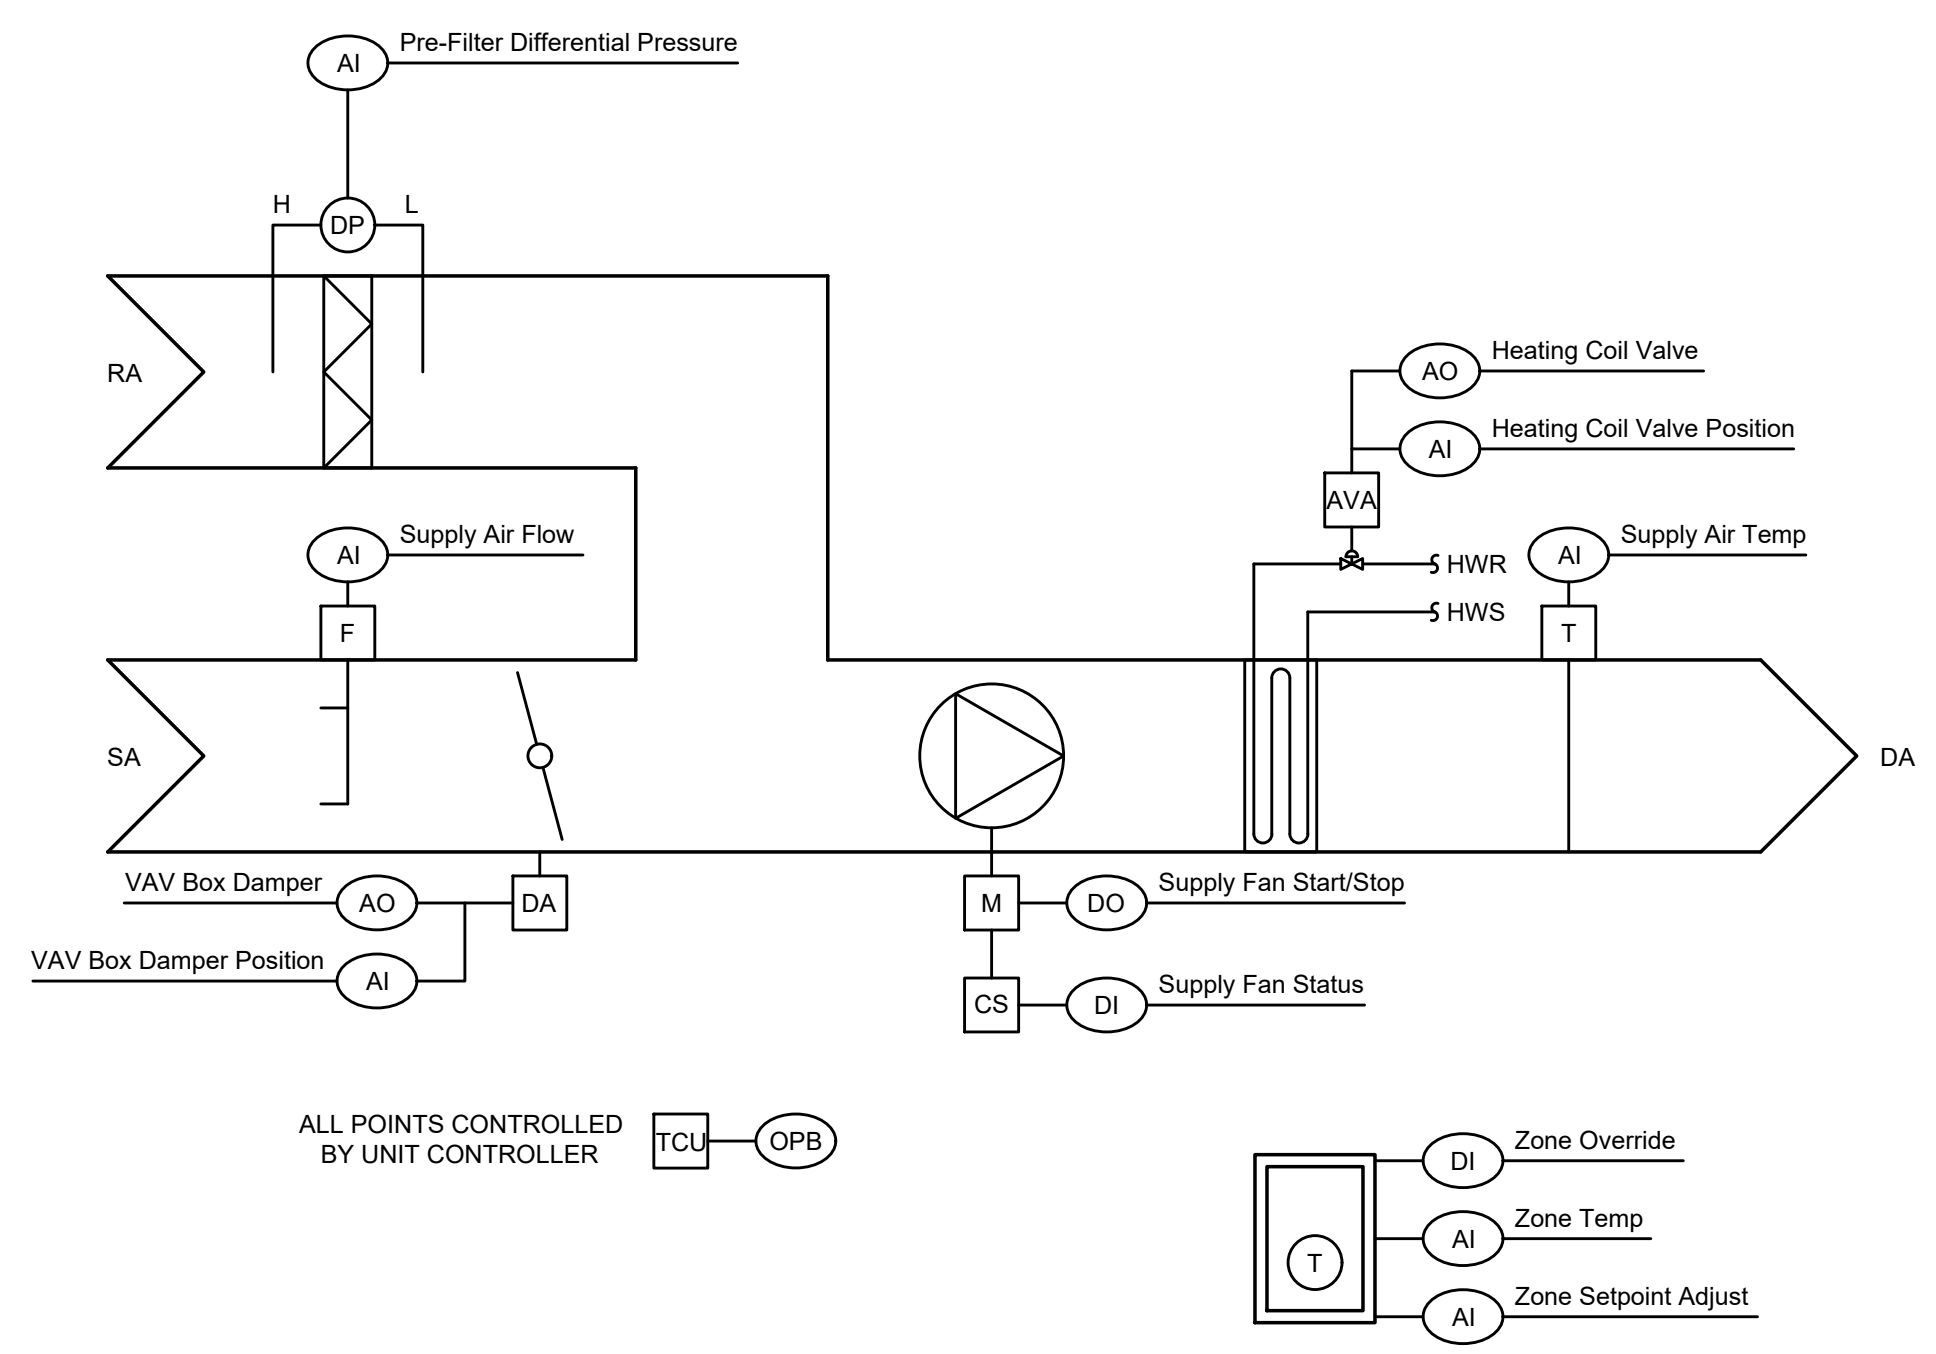 Pre-Filter Differential Pressure
AI
H
L
DP
RA
Heating Coil Valve
AO
Heating Coil Valve Position
AI
AVA
Supply Air Flow
AI
Supply Air Temp
AI
HWR
HWS
F
T
SA
DA
VAV Box Damper
AO
DA
M
DO
Supply Fan Start/Stop
VAV Box Damper Position
AI
CS
DI
Supply Fan Status
ALL POINTS CONTROLLED
BY UNIT CONTROLLER
TCU
OPB
Zone Override
DI
Zone Temp
AI
T
Zone Setpoint Adjust
AI